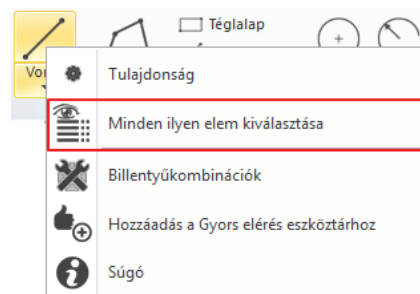 Téglalap
Tulajdonság
Minden ilyen elem kiválasztása
Billentyűkombinációk
Hozzáadás a Gyors elérés eszköztárhoz
Súgó